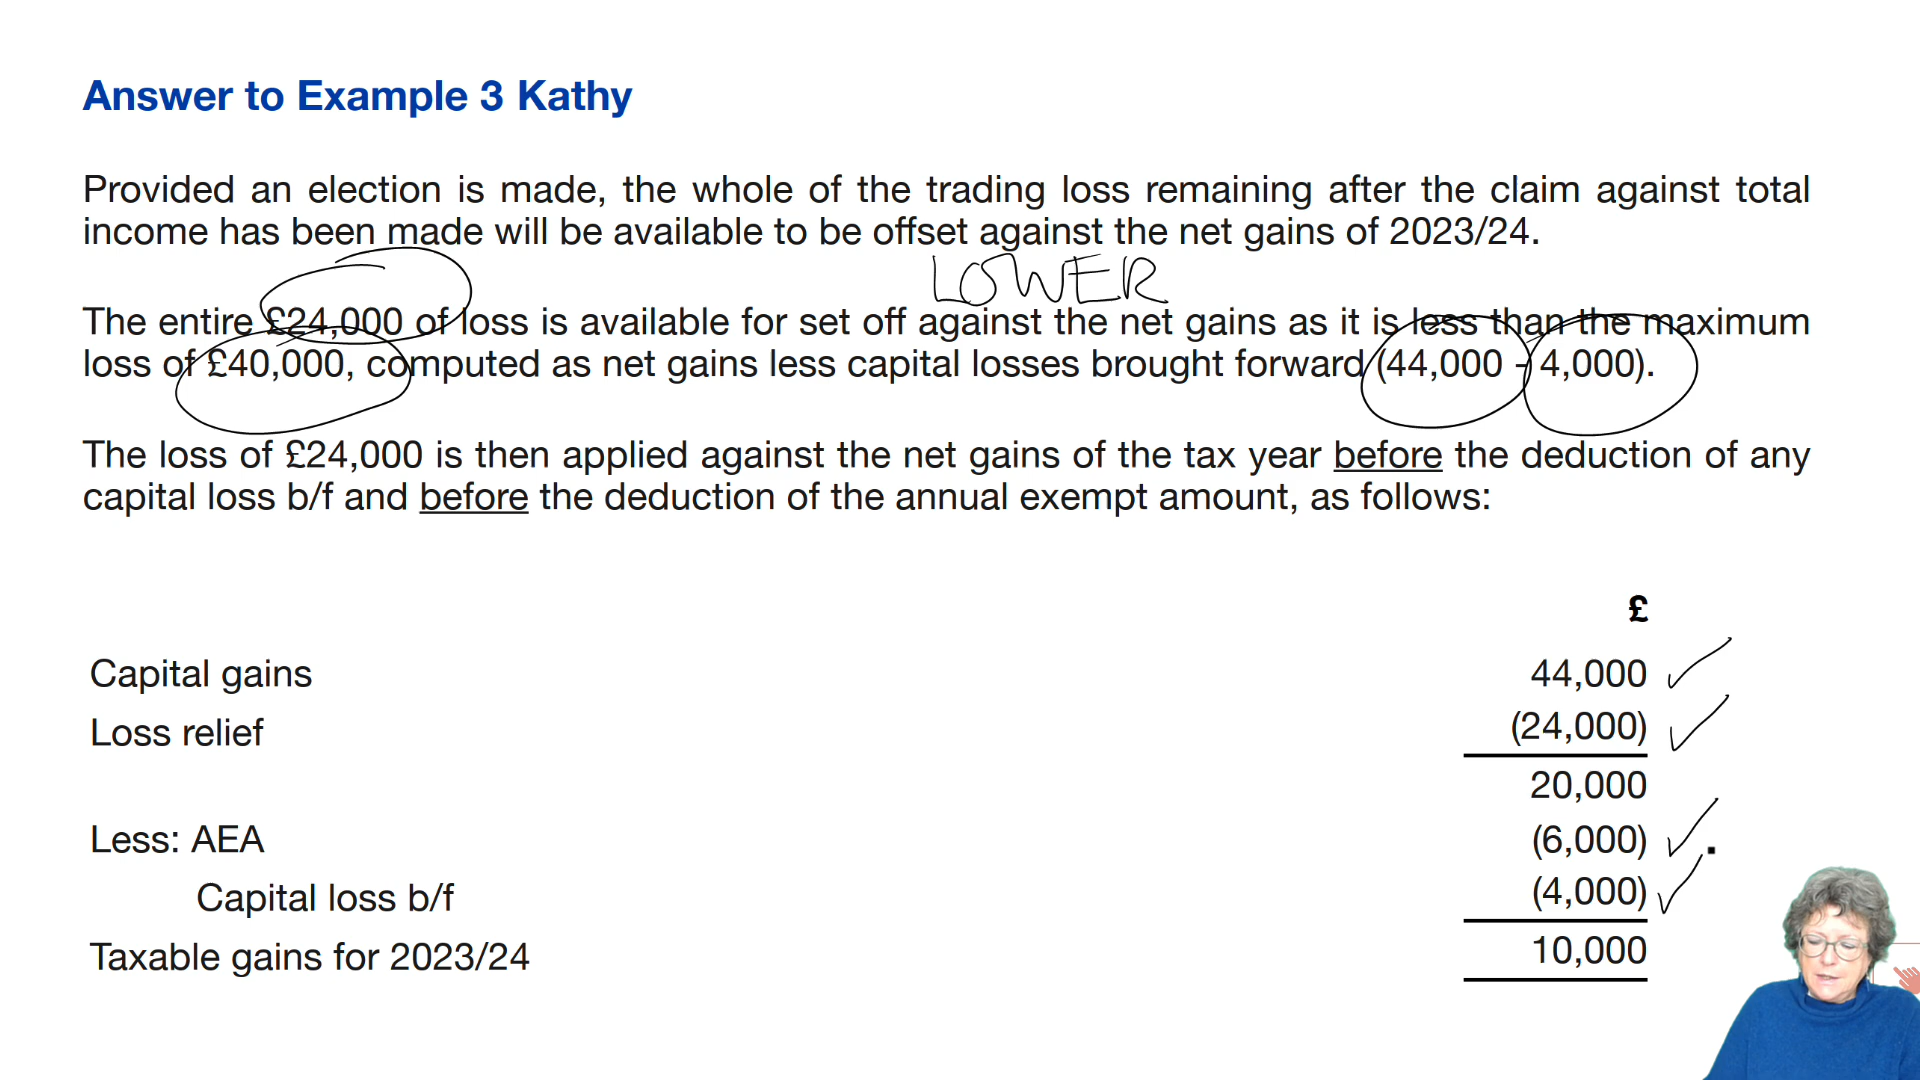 Answer to Example 3 Kathy
Provided an election is made, the whole of the trading loss remaining after the claim against total
income has been made will be available to be offset against the net gains of 2023/24.
LOWER
The entire £24,000 of loss is available for set off against the net gains as it is less than the maximum
loss of £40,000, computed as net gains less capital losses brought forward (44,000 - 4,000).
The loss of £24,000 is then applied against the net gains of the tax year before the deduction of any
capital loss b/f and before the deduction of the annual exempt amount, as follows:
£
Capital gains 44,000
Loss relief (24,000)
20,000
Less: AEA (6,000)
Capital loss b/f (4,000)
Taxable gains for 2023/24 10,000